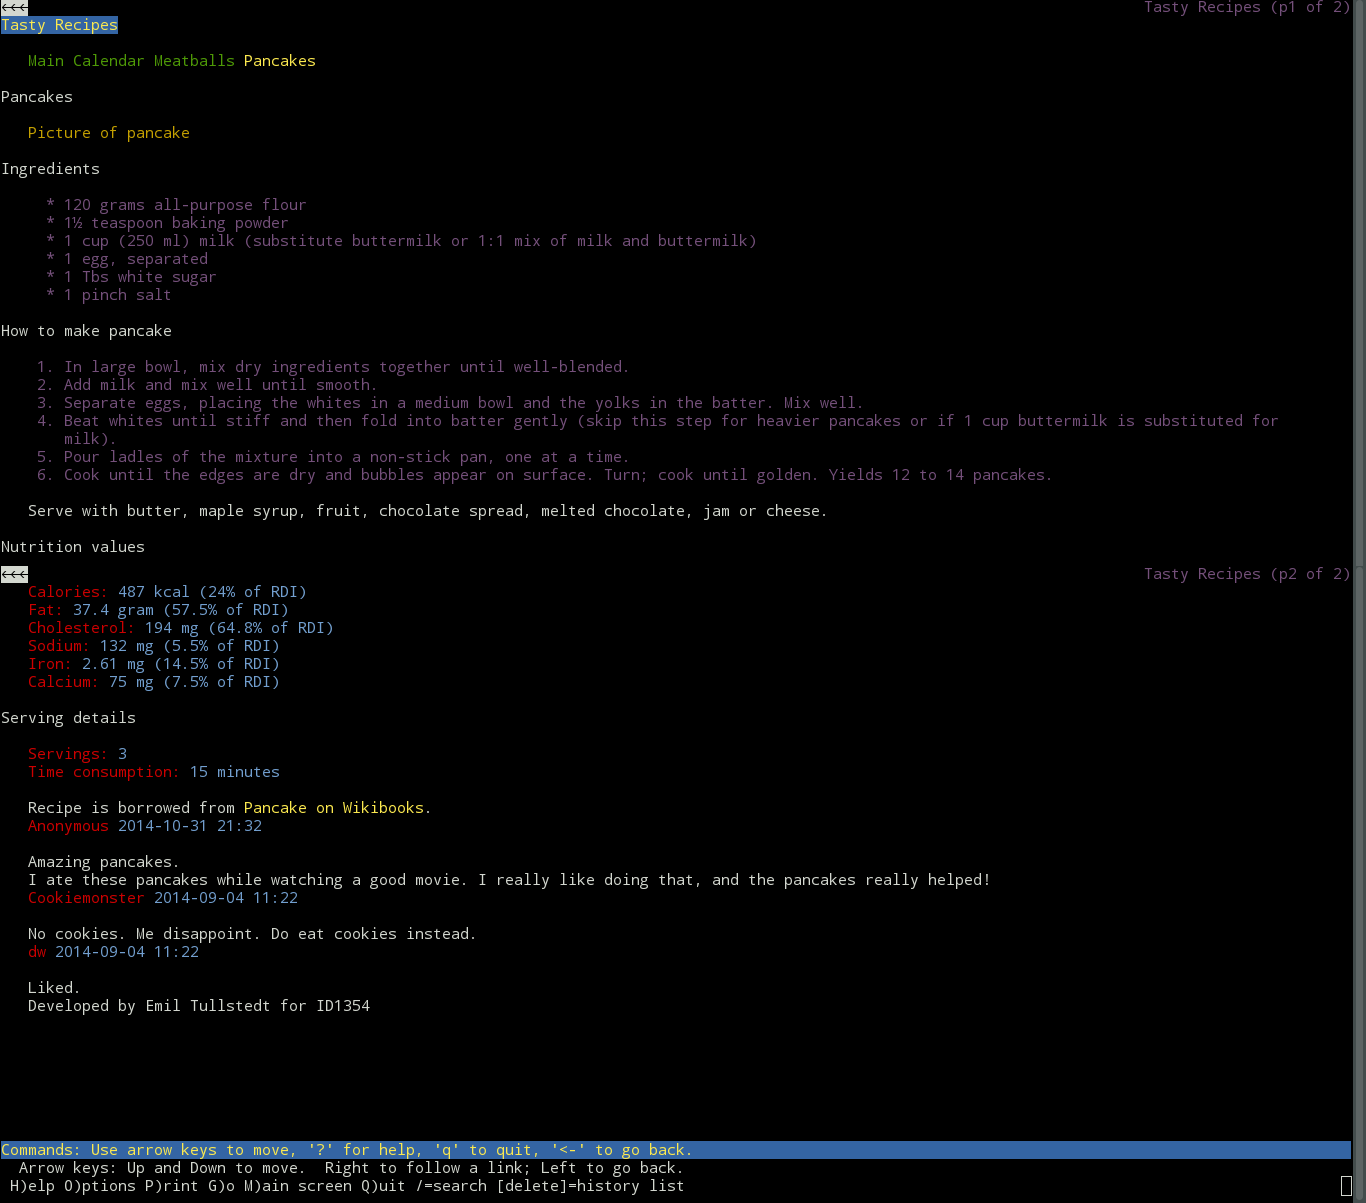 <<< Tasty Recipes (p1 of 2)
Tasty Recipes
Main Calendar Meatballs Pancakes
Pancakes
Picture of pancake
Ingredients
* 120 grams all-purpose flour
* 1½ teaspoon baking powder
* 1 cup (250 ml) milk (substitute buttermilk or 1:1 mix of milk and buttermilk)
* 1 egg, separated
* 1 Tbs white sugar
* 1 pinch salt
How to make pancake
1. In large bowl, mix dry ingredients together until well-blended.
2. Add milk and mix well until smooth.
3. Separate eggs, placing the whites in a medium bowl and the yolks in the batter. Mix well.
4. Beat whites until stiff and then fold into batter gently (skip this step for heavier pancakes or if 1 cup buttermilk is substituted for
milk).
5. Pour ladles of the mixture into a non-stick pan, one at a time.
6. Cook until the edges are dry and bubbles appear on surface. Turn; cook until golden. Yields 12 to 14 pancakes.
Serve with butter, maple syrup, fruit, chocolate spread, melted chocolate, jam or cheese.
Nutrition values
<<< Tasty Recipes (p2 of 2)
Calories: 487 kcal (24% of RDI)
Fat: 37.4 gram (57.5% of RDI)
Cholesterol: 194 mg (64.8% of RDI)
Sodium: 132 mg (5.5% of RDI)
Iron: 2.61 mg (14.5% of RDI)
Calcium: 75 mg (7.5% of RDI)
Serving details
Servings: 3
Time consumption: 15 minutes
Recipe is borrowed from Pancake on Wikibooks.
Anonymous 2014-10-31 21:32
Amazing pancakes.
I ate these pancakes while watching a good movie. I really like doing that, and the pancakes really helped!
Cookiemonster 2014-09-04 11:22
No cookies. Me disappoint. Do eat cookies instead.
dw 2014-09-04 11:22
Liked.
Developed by Emil Tullstedt for ID1354
Commands: Use arrow keys to move, '?' for help, 'q' to quit, '<-' to go back.
Arrow keys: Up and Down to move.  Right to follow a link; Left to go back.
H)elp O)ptions P)rint G)o M)ain screen Q)uit /=search [delete]=history list